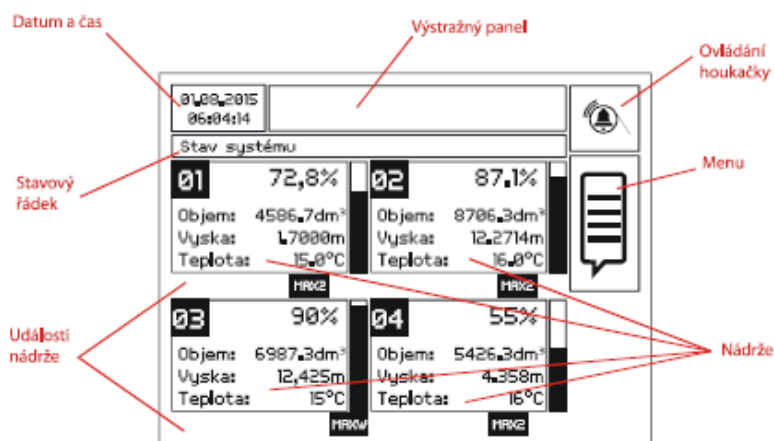 Datum a čas
Výstražný panel
Ovládání
houkačky
01.08.2015
06:04:14
Stav systému
Stavový
řádek
Menu
01 72,8%
Objem: 4586.7dm³
Vyska: 1.7000m
Teplota: 15.0°C
MAX2
02 87.1%
Objem: 8706.3dm³
Vyska: 12.2714m
Teplota: 16.0°C
MAX2
Události
nádrže
03 90%
Objem: 6987.3dm³
Vyska: 12,425m
Teplota: 15°C
MAXW
04 55%
Objem: 5426.3dm³
Vyska: 4.358m
Teplota: 16°C
MAX2
Nádrže